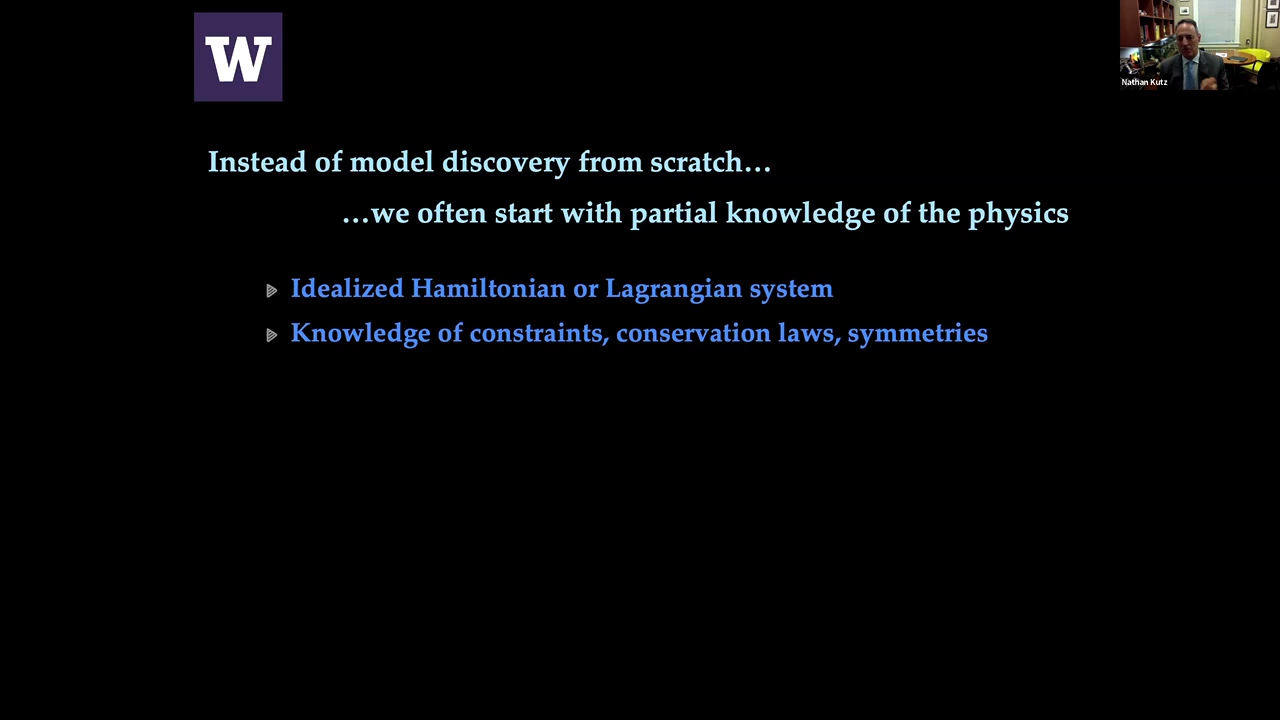 W
Nathan Kutz
Instead of model discovery from scratch…
…we often start with partial knowledge of the physics
Idealized Hamiltonian or Lagrangian system
Knowledge of constraints, conservation laws, symmetries